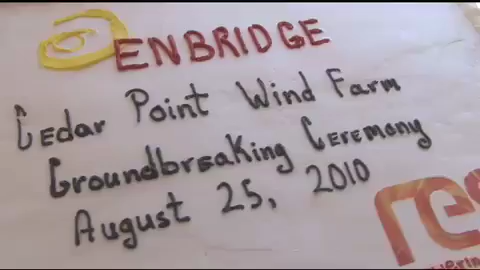 ENBRIDGE
Cedar Point Wind Farm
Groundbreaking Ceremony
August 25, 2010